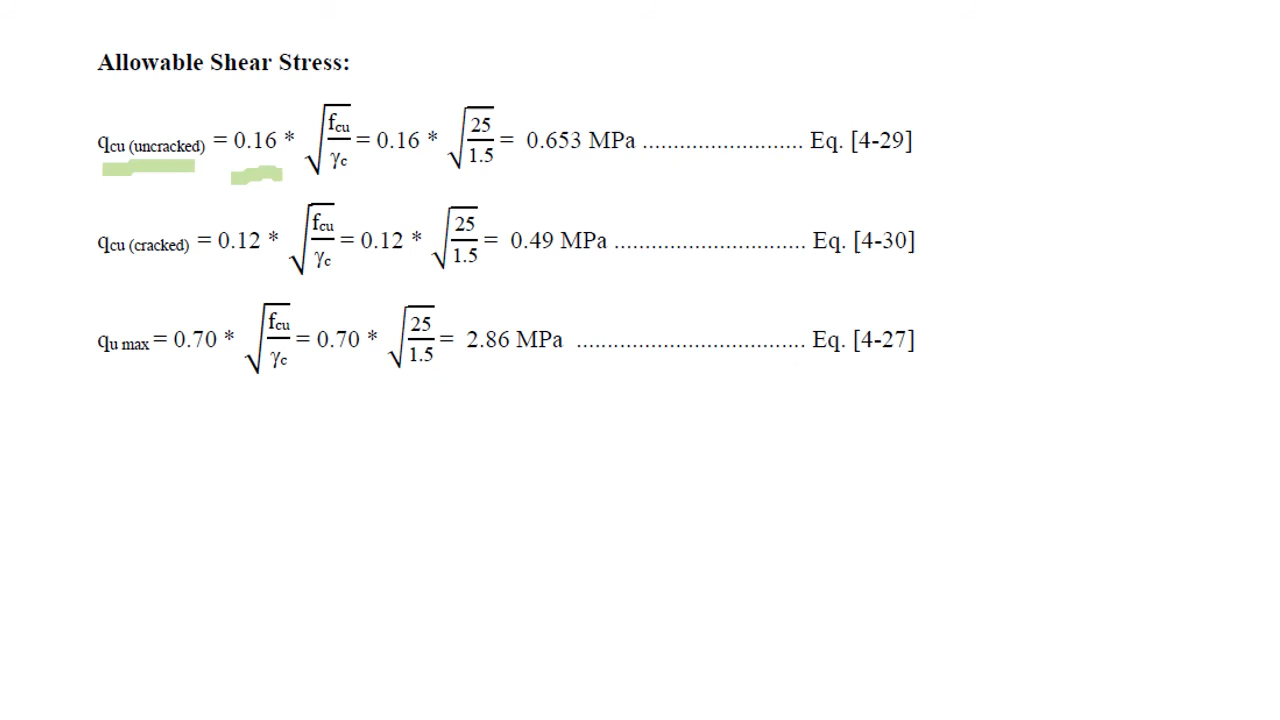 Allowable Shear Stress:
qcu (uncracked) = 0.16 * √(fcu/γc) = 0.16 * √(25/1.5) = 0.653 MPa .......................... Eq. [4-29]
qcu (cracked) = 0.12 * √(fcu/γc) = 0.12 * √(25/1.5) = 0.49 MPa ............................... Eq. [4-30]
qu max = 0.70 * √(fcu/γc) = 0.70 * √(25/1.5) = 2.86 MPa ..................................... Eq. [4-27]